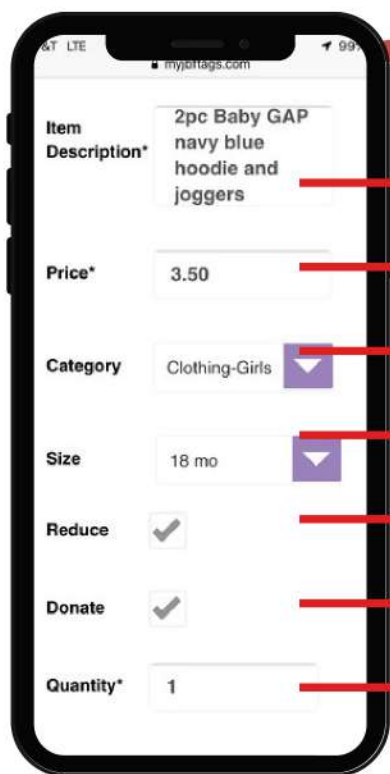 &T LTE 99%
myjbftags.com
Item Description*
2pc Baby GAP
navy blue
hoodie and
joggers
Price* 3.50
Category Clothing-Girls
Size 18 mo
Reduce
Donate
Quantity* 1